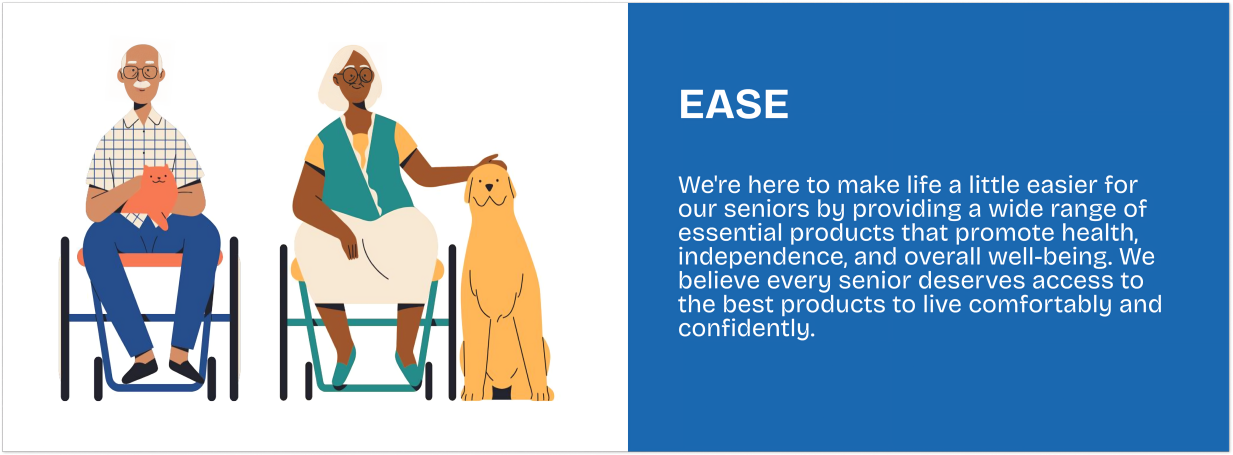 EASE
We're here to make life a little easier for
our seniors by providing a wide range of
essential products that promote health,
independence, and overall well-being. We
believe every senior deserves access to
the best products to live comfortably and
confidently.